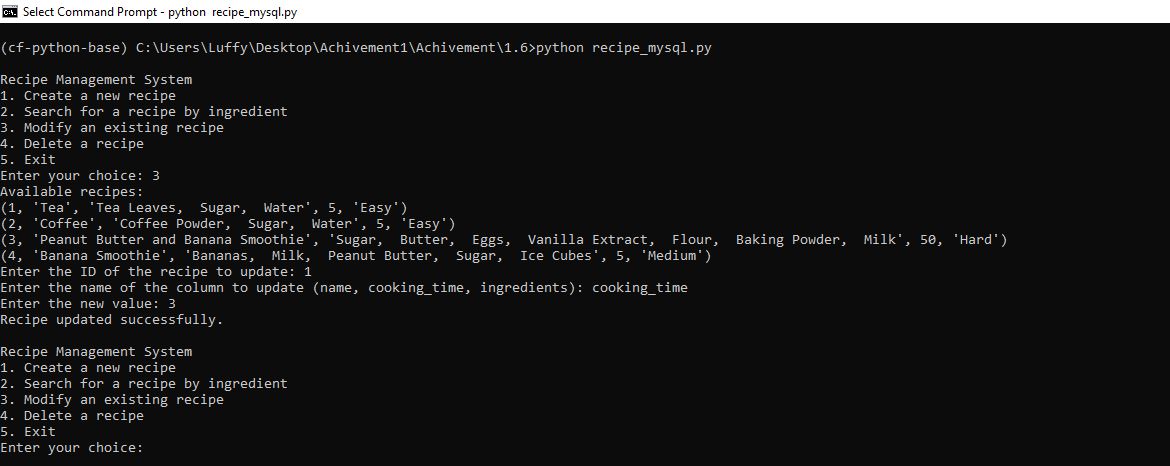 Select Command Prompt - python  recipe_mysql.py
(cf-python-base) C:\Users\Luffy\Desktop\Achivement1\Achivement\1.6>python recipe_mysql.py
Recipe Management System
1. Create a new recipe
2. Search for a recipe by ingredient
3. Modify an existing recipe
4. Delete a recipe
5. Exit
Enter your choice: 3
Available recipes:
(1, 'Tea', 'Tea Leaves,  Sugar,  Water', 5, 'Easy')
(2, 'Coffee', 'Coffee Powder,  Sugar,  Water', 5, 'Easy')
(3, 'Peanut Butter and Banana Smoothie', 'Sugar,  Butter,  Eggs,  Vanilla Extract,  Flour,  Baking Powder,  Milk', 50, 'Hard')
(4, 'Banana Smoothie', 'Bananas,  Milk,  Peanut Butter,  Sugar,  Ice Cubes', 5, 'Medium')
Enter the ID of the recipe to update: 1
Enter the name of the column to update (name, cooking_time, ingredients): cooking_time
Enter the new value: 3
Recipe updated successfully.
Recipe Management System
1. Create a new recipe
2. Search for a recipe by ingredient
3. Modify an existing recipe
4. Delete a recipe
5. Exit
Enter your choice: